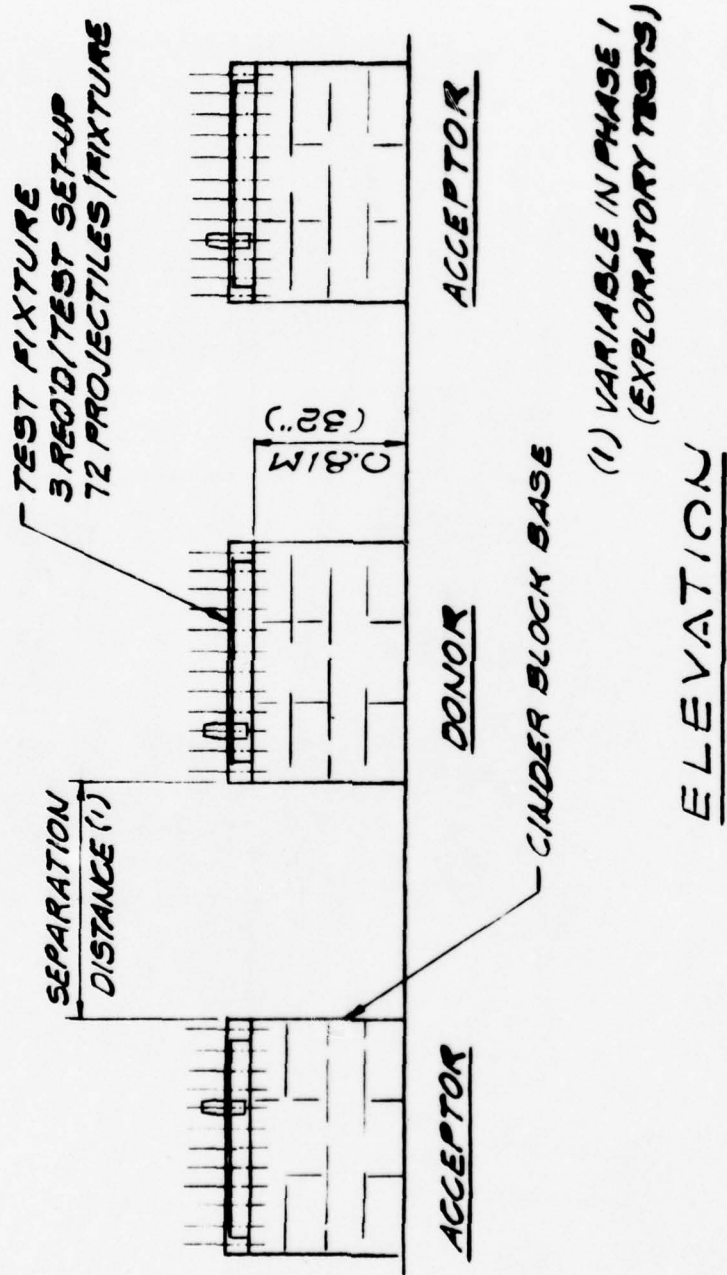 TEST FIXTURE
3 REQ'D/TEST SET-UP
72 PROJECTILES/FIXTURE
SEPARATION
DISTANCE (1)
0.81M
(32")
ACCEPTOR
DONOR
ACCEPTOR
CINDER BLOCK BASE
(1) VARIABLE IN PHASE 1
(EXPLORATORY TESTS)
ELEVATION